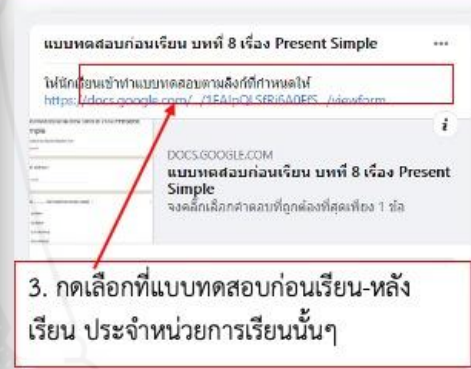 แบบทดสอบก่อนเรียน บทที่ 8 เรื่อง Present Simple
ให้นักเรียนเข้าทำแบบทดสอบตามลิงก์ที่กำหนดให้
https://docs.google.com/ /viewform
DOCS.GOOGLE.COM
แบบทดสอบก่อนเรียน บทที่ 8 เรื่อง Present
Simple
จงคลิ๊กเลือกคำตอบที่ถูกต้องที่สุดเพียง 1 ข้อ
3. กดเลือกที่แบบทดสอบก่อนเรียน-หลัง
เรียน ประจำหน่วยการเรียนนั้นๆ